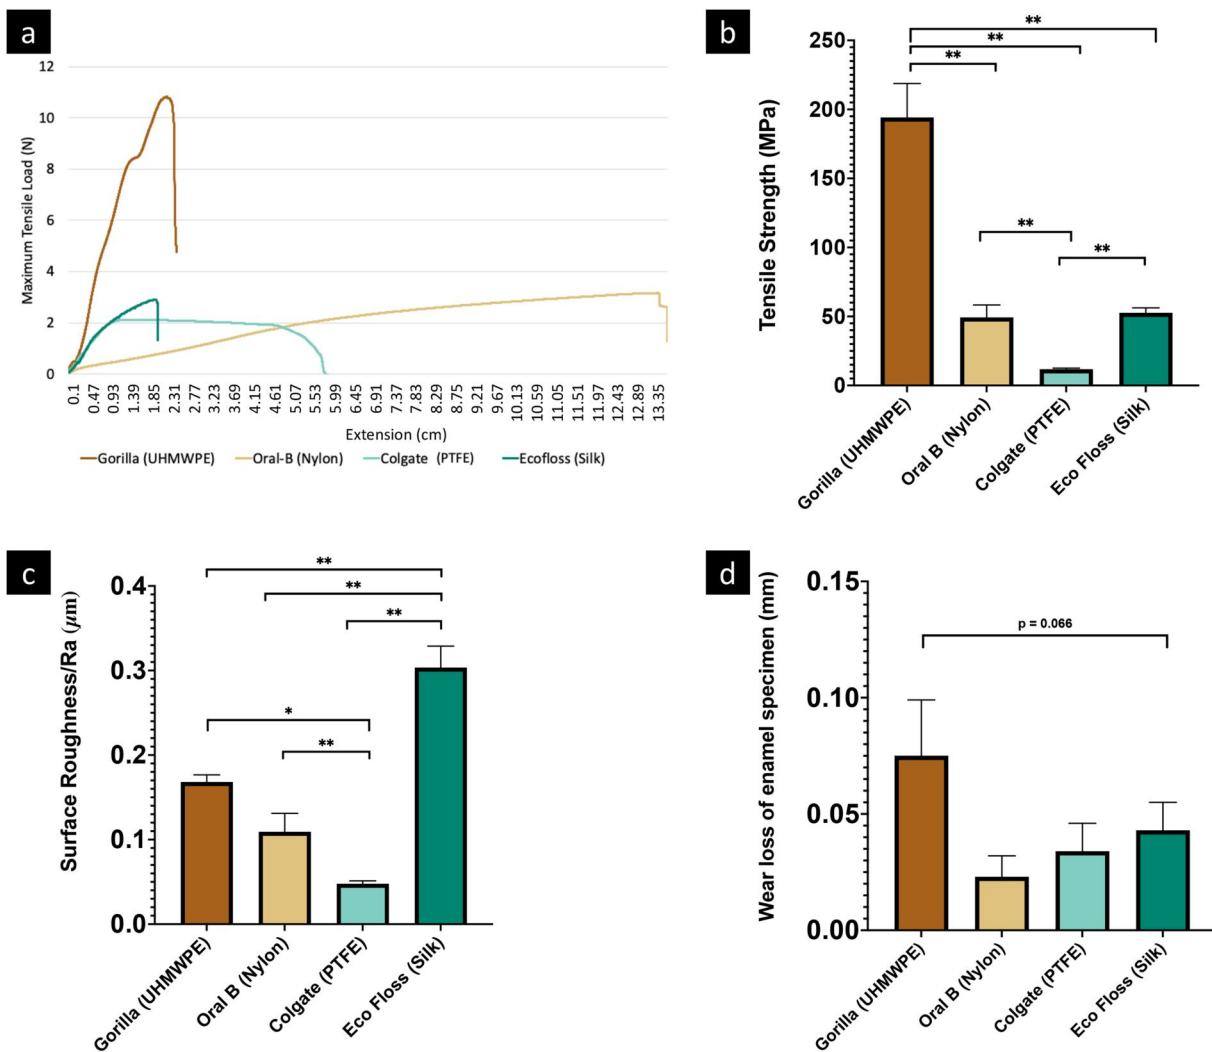 a
12
10
8
6
4
2
0
Maximum Tensile Load (N)
0.1 0.47 0.93 1.39 1.85 2.31 2.77 3.23 3.69 4.15 4.61 5.07 5.53 5.99 6.45 6.91 7.37 7.83 8.29 8.75 9.21 9.67 10.13 10.59 11.05 11.51 11.97 12.43 12.89 13.35
Extension (cm)
Gorilla (UHMWPE) Oral-B (Nylon) Colgate (PTFE) Ecofloss (Silk)
b
**
**
**
**
**
250
200
150
100
50
0
Tensile Strength (MPa)
Gorilla (UHMWPE)
Oral B (Nylon)
Colgate (PTFE)
Eco Floss (Silk)
c
**
**
**
*
**
0.4
0.3
0.2
0.1
0.0
Surface Roughness/Ra (μm)
Gorilla (UHMWPE)
Oral B (Nylon)
Colgate (PTFE)
Eco Floss (Silk)
d
p = 0.066
0.15
0.10
0.05
0.00
Wear loss of enamel specimen (mm)
Gorilla (UHMWPE)
Oral B (Nylon)
Colgate (PTFE)
Eco Floss (Silk)